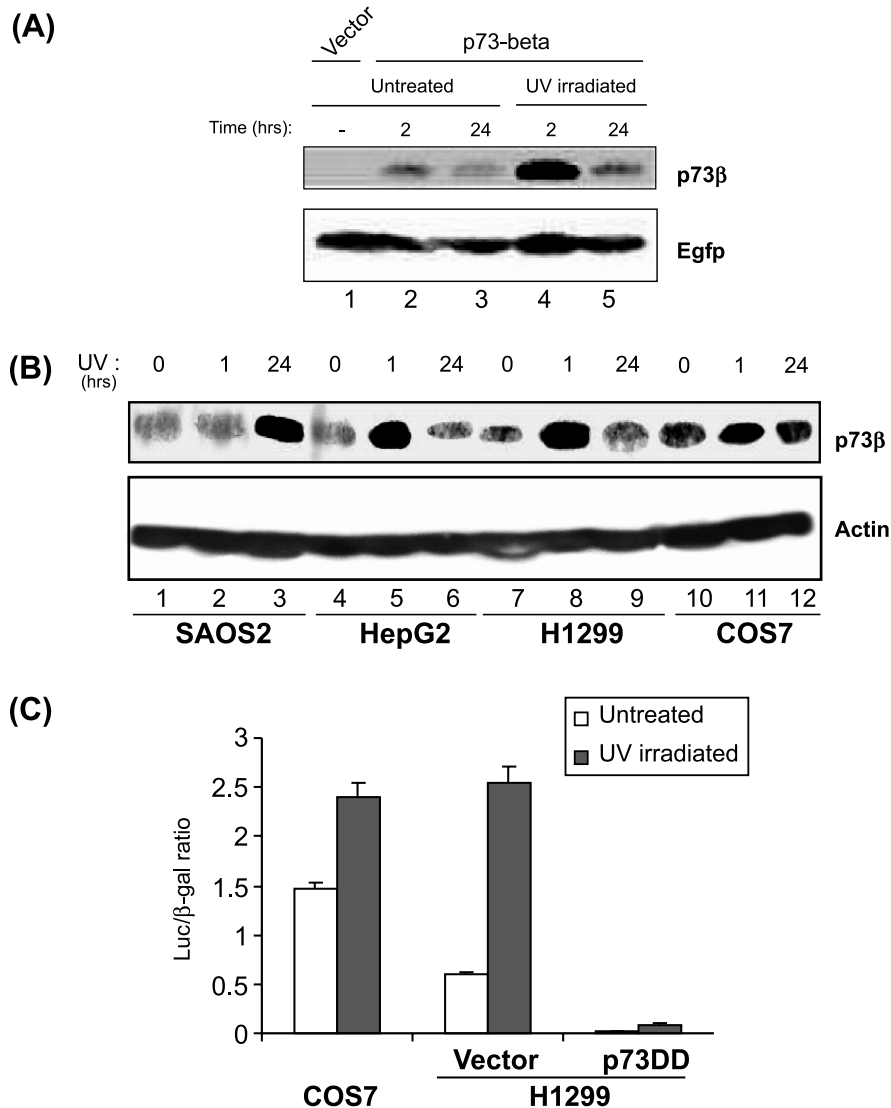 (A)
Vector
p73-beta
Untreated UV irradiated
Time (hrs): - 2 24 2 24
p73β
Egfp
1 2 3 4 5
(B)
UV : 0 1 24 0 1 24 0 1 24 0 1 24
(hrs)
p73β
Actin
1 2 3 4 5 6 7 8 9 10 11 12
SAOS2 HepG2 H1299 COS7
(C)
Untreated
UV irradiated
3
2.5
2
1.5
1
0.5
0
Luc/β-gal ratio
Vector p73DD
COS7 H1299